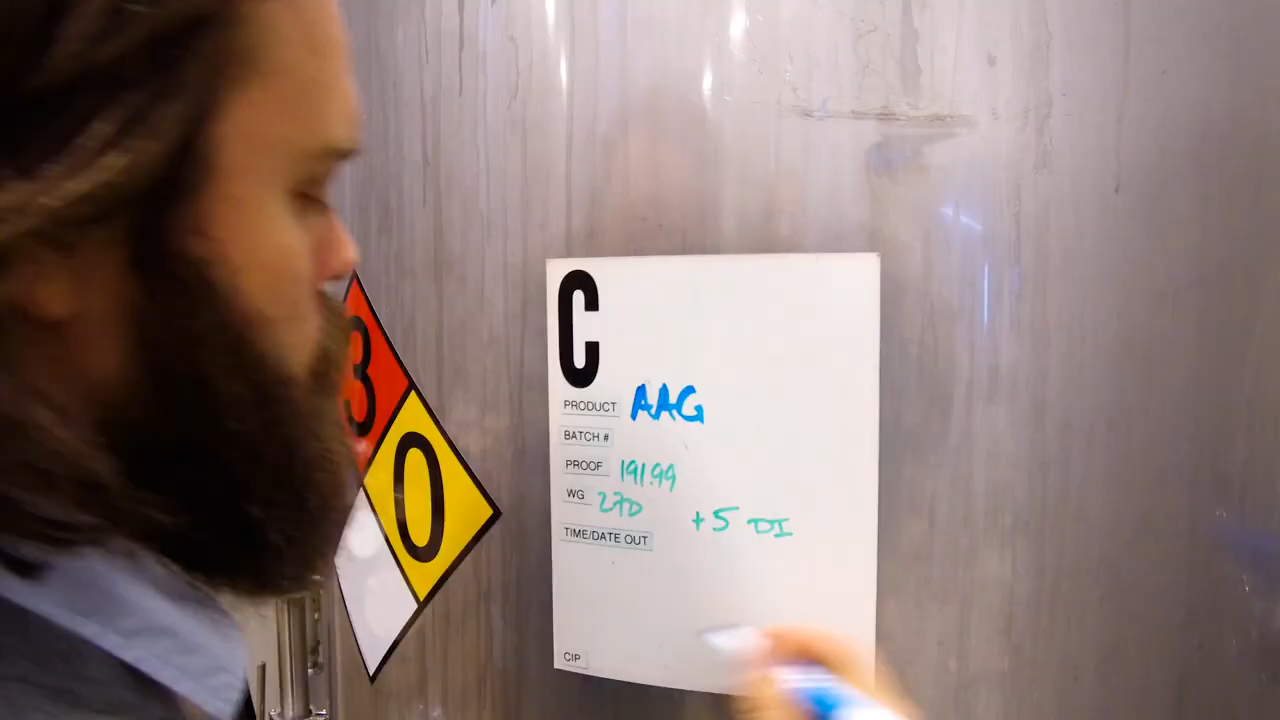 C
PRODUCT AAG
BATCH #
PROOF 191.99
WG 270 +5 DI
TIME/DATE OUT
CIP
3
0